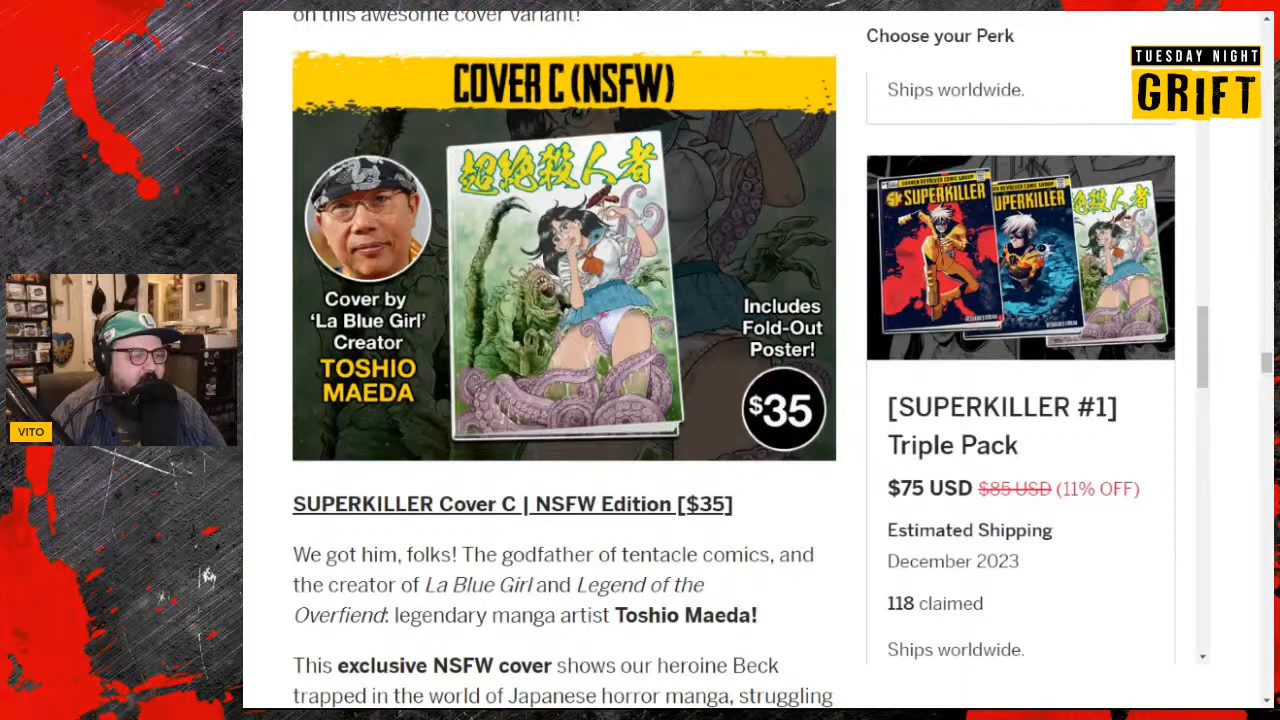 on this awesome cover variant!
COVER C (NSFW)
超絶殺人者
Cover by
'La Blue Girl'
Creator
TOSHIO
MAEDA
Includes
Fold-Out
Poster!
$35
SUPERKILLER Cover C | NSFW Edition [$35]
We got him, folks! The godfather of tentacle comics, and
the creator of La Blue Girl and Legend of the
Overfiend: legendary manga artist Toshio Maeda!
This exclusive NSFW cover shows our heroine Beck
trapped in the world of Japanese horror manga, struggling
Choose your Perk
Ships worldwide.
SUPERKILLER
SUPERKILLER
超絶殺人者
[SUPERKILLER #1]
Triple Pack
$75 USD $85 USD (11% OFF)
Estimated Shipping
December 2023
118 claimed
Ships worldwide.
TUESDAY NIGHT
GRIFT
VITO